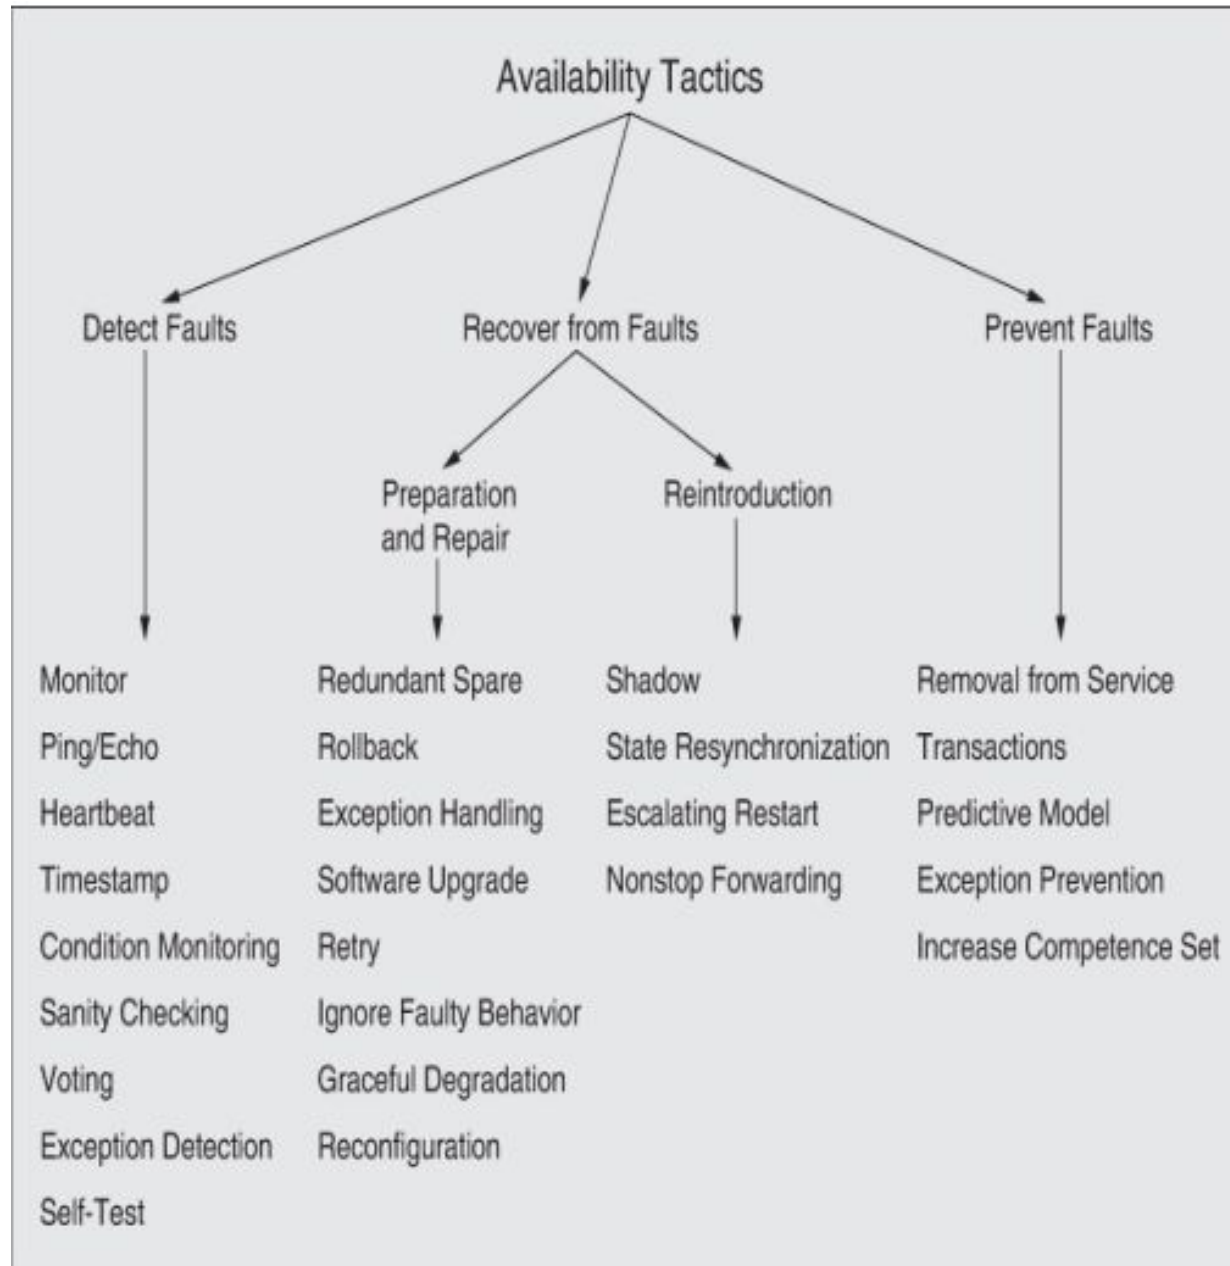 Availability Tactics
Detect Faults
Recover from Faults
Prevent Faults
Preparation
and Repair
Reintroduction
Monitor
Ping/Echo
Heartbeat
Timestamp
Condition Monitoring
Sanity Checking
Voting
Exception Detection
Self-Test
Redundant Spare
Rollback
Exception Handling
Software Upgrade
Retry
Ignore Faulty Behavior
Graceful Degradation
Reconfiguration
Shadow
State Resynchronization
Escalating Restart
Nonstop Forwarding
Removal from Service
Transactions
Predictive Model
Exception Prevention
Increase Competence Set